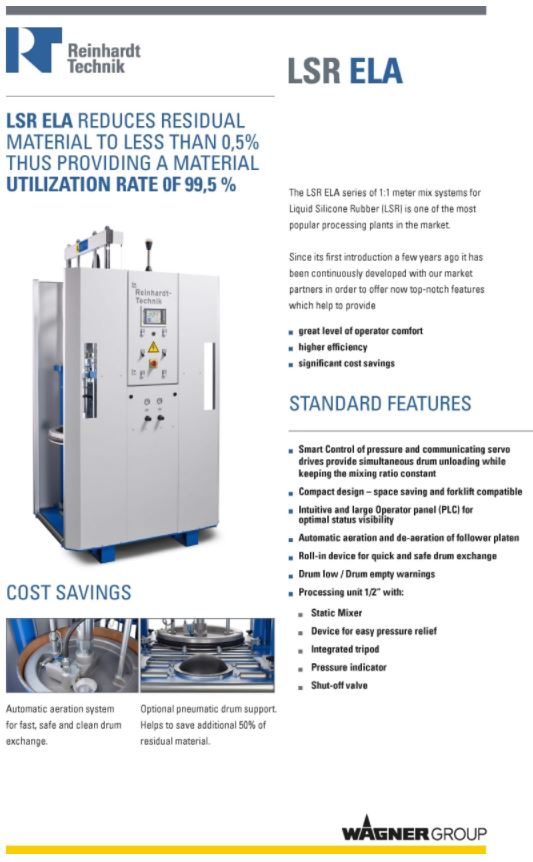 Reinhardt
Technik
LSR ELA
LSR ELA REDUCES RESIDUAL
MATERIAL TO LESS THAN 0,5%
THUS PROVIDING A MATERIAL
UTILIZATION RATE OF 99,5 %
The LSR ELA series of 1:1 meter mix systems for
Liquid Silicone Rubber (LSR) is one of the most
popular processing plants in the market.
Since its first introduction a few years ago it has
been continuously developed with our market
partners in order to offer now top-notch features
which help to provide
great level of operator comfort
higher efficiency
significant cost savings
Reinhardt-
Technik
STANDARD FEATURES
Smart Control of pressure and communicating servo
drives provide simultaneous drum unloading while
keeping the mixing ratio constant
Compact design – space saving and forklift compatible
Intuitive and large Operator panel (PLC) for
optimal status visibility
Automatic aeration and de-aeration of follower platen
Roll-in device for quick and safe drum exchange
Drum low / Drum empty warnings
Processing unit 1/2" with:
Static Mixer
Device for easy pressure relief
Integrated tripod
Pressure indicator
Shut-off valve
COST SAVINGS
Automatic aeration system
for fast, safe and clean drum
exchange.
Optional pneumatic drum support.
Helps to save additional 50% of
residual material.
WAGNER GROUP